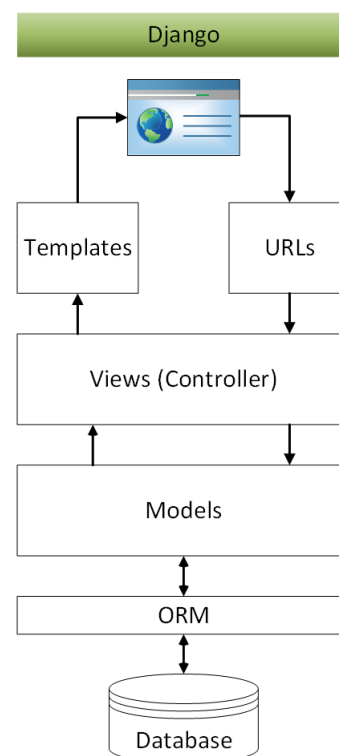 Django
Templates
URLs
Views (Controller)
Models
ORM
Database